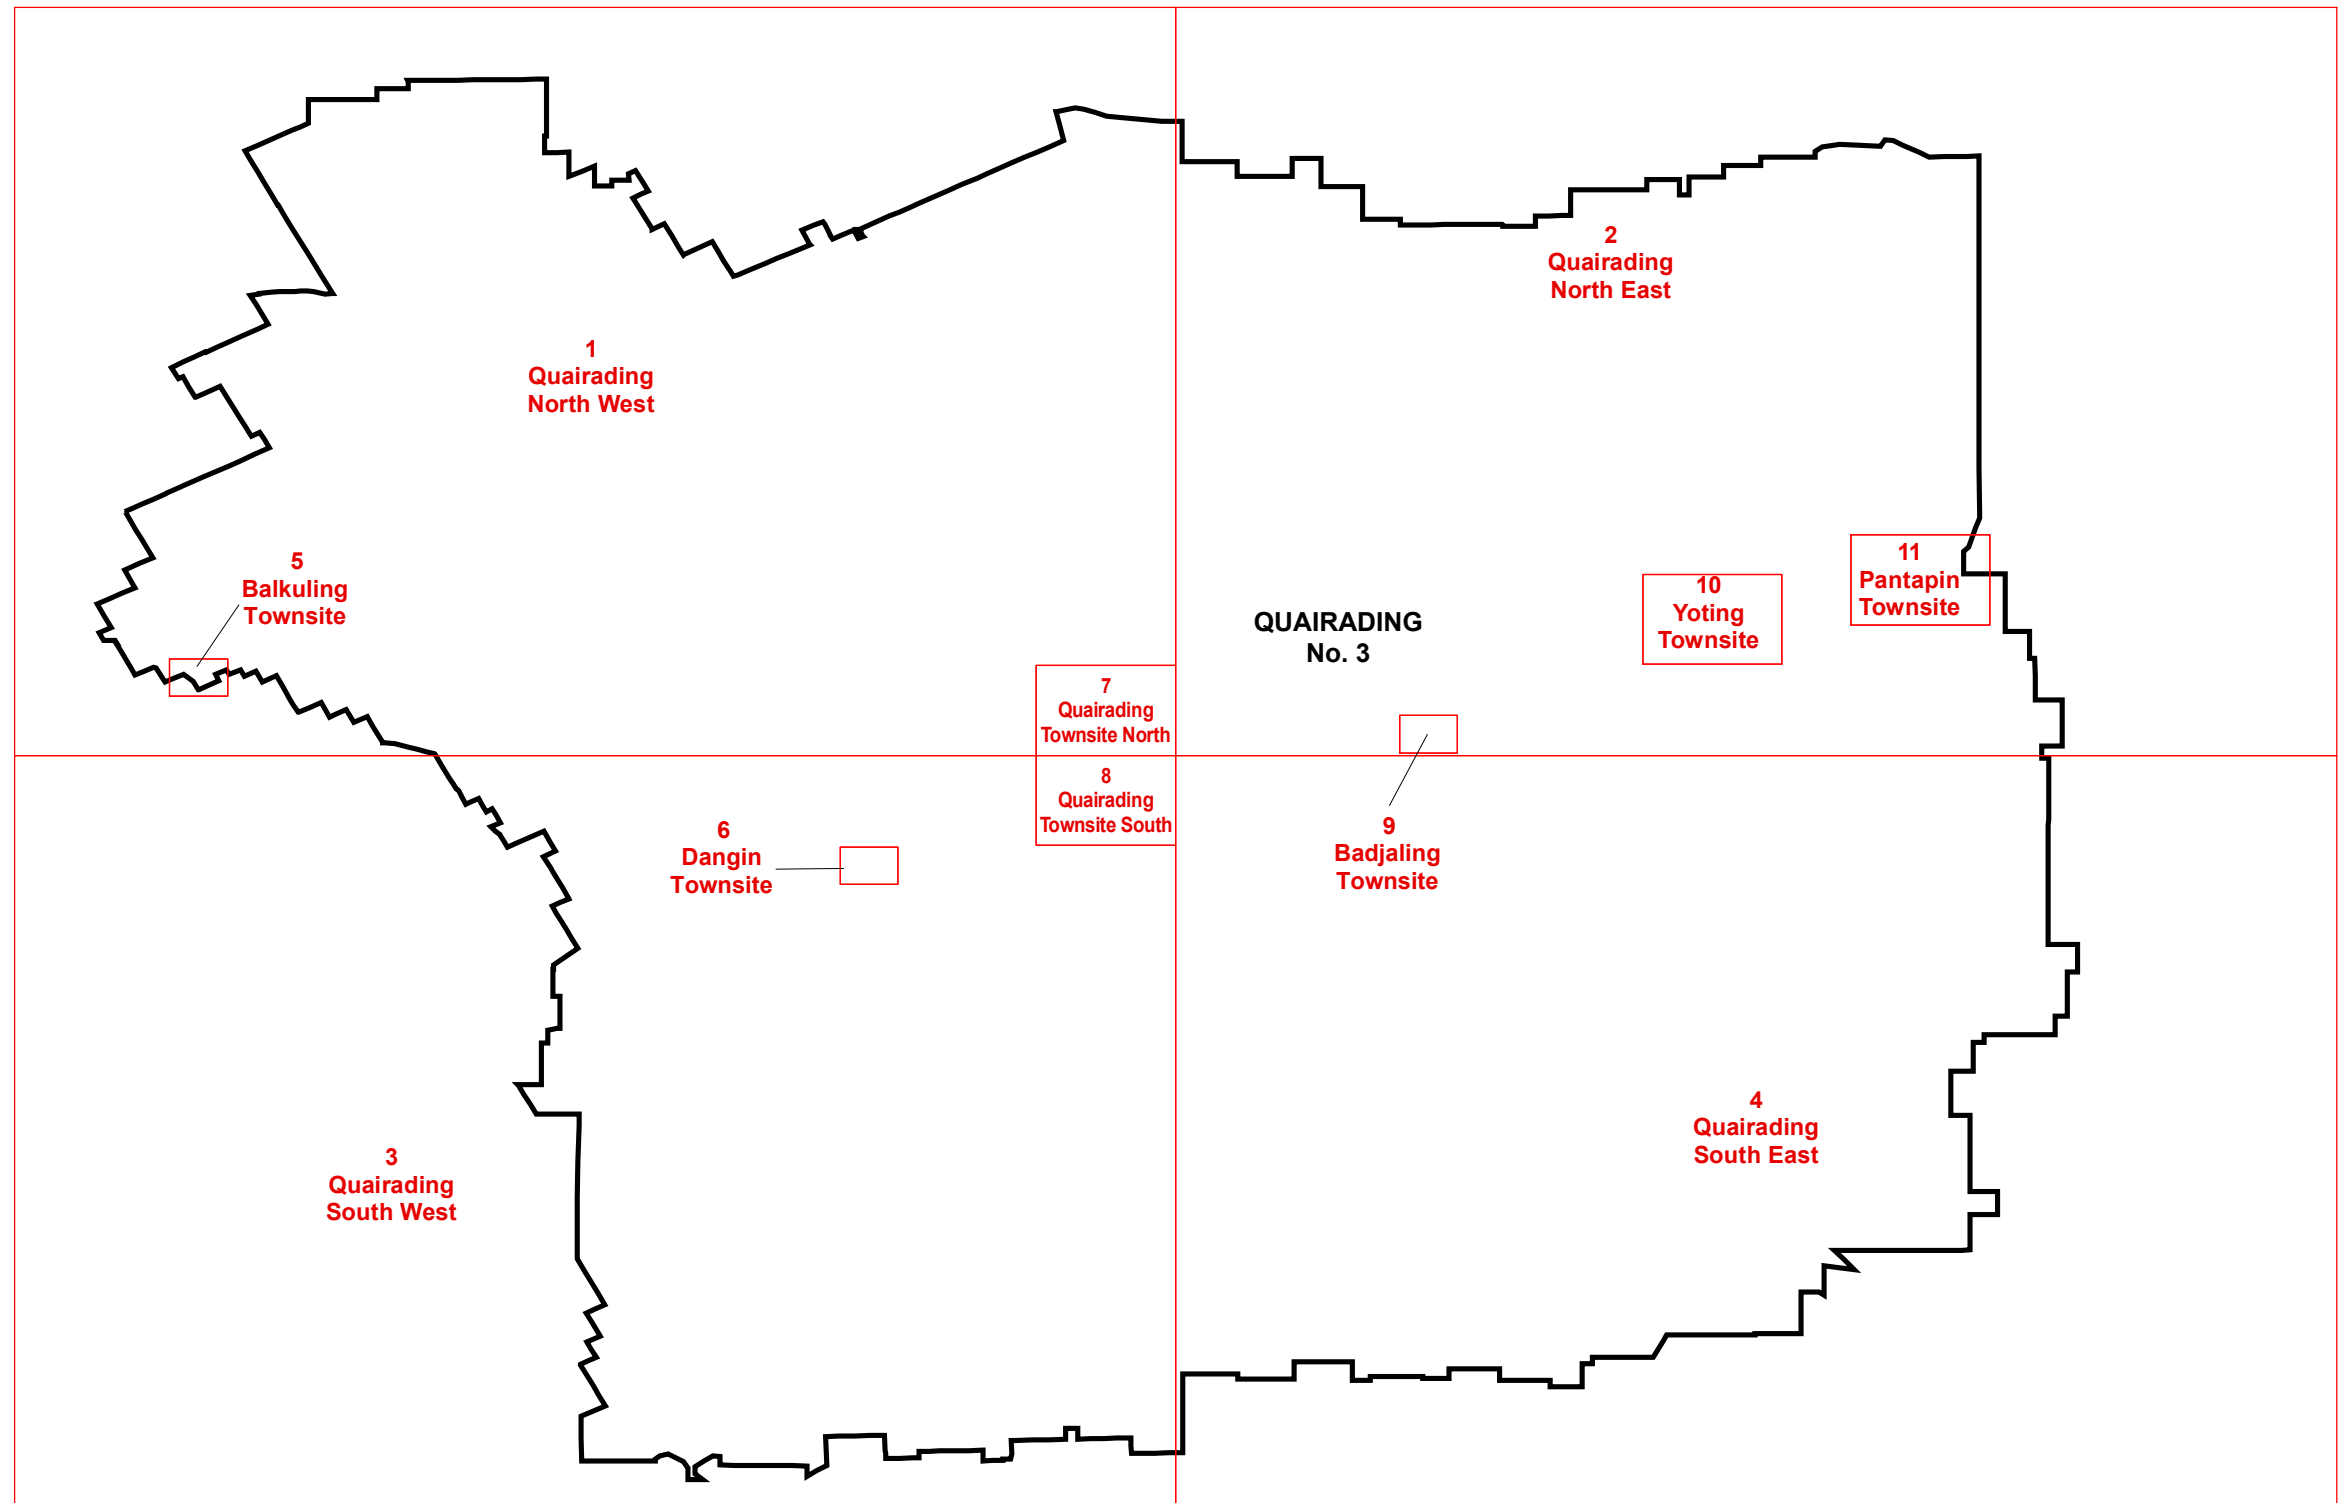 1
Quairading
North West
2
Quairading
North East
5
Balkuling
Townsite
QUAIRADING
No. 3
10
Yoting
Townsite
11
Pantapin
Townsite
7
Quairading
Townsite North
8
Quairading
Townsite South
6
Dangin
Townsite
9
Badjaling
Townsite
3
Quairading
South West
4
Quairading
South East